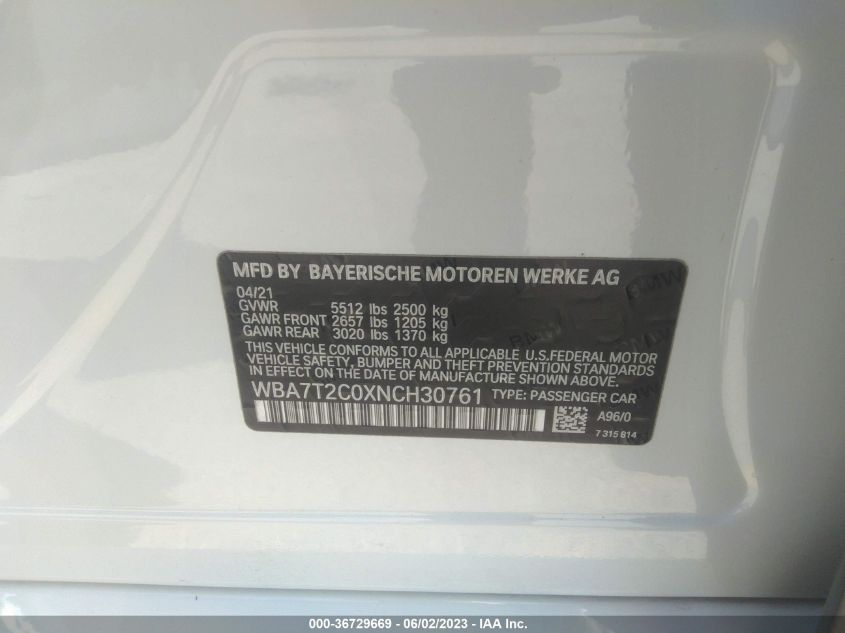 MFD BY BAYERISCHE MOTOREN WERKE AG
04/21
GVWR 5512 lbs 2500 kg
GAWR FRONT 2657 lbs 1205 kg
GAWR REAR 3020 lbs 1370 kg
THIS VEHICLE CONFORMS TO ALL APPLICABLE U.S.FEDERAL MOTOR
VEHICLE SAFETY, BUMPER AND THEFT PREVENTION STANDARDS IN
EFFECT ON THE DATE OF MANUFACTURE SHOWN ABOVE.
WBA7T2C0XNCH30761 TYPE: PASSENGER CAR
A96/0
7 315 814
000-36729669 - 06/02/2023 - IAA Inc.